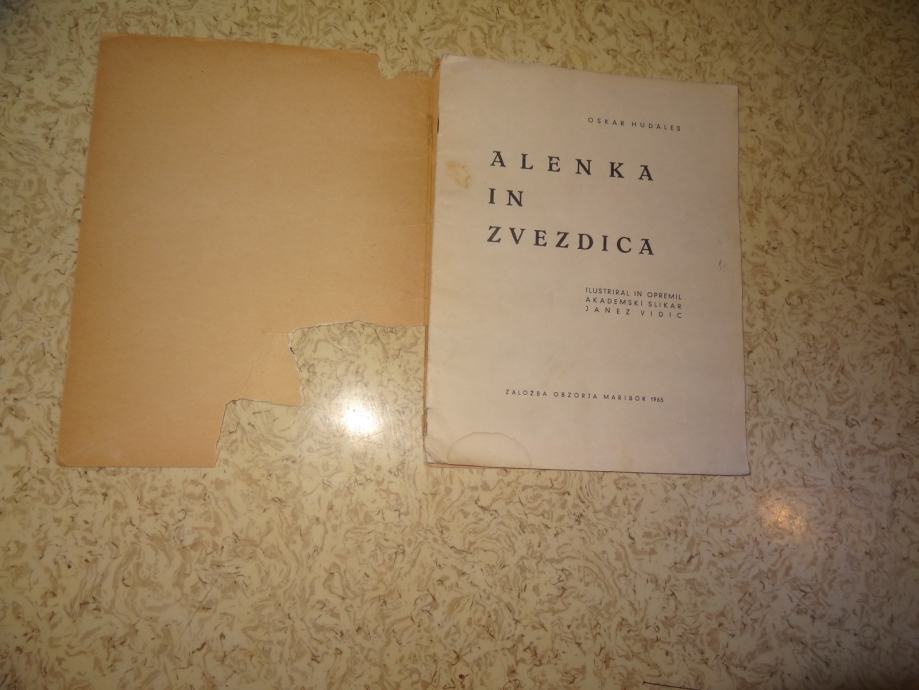 OSKAR HUDALES
ALENKA
IN
ZVEZDICA
ILUSTRIRAL IN OPREMIL
AKADEMSKI SLIKAR
JANEZ VIDIC
ZALOŽBA OBZORJA MARIBOR 1965